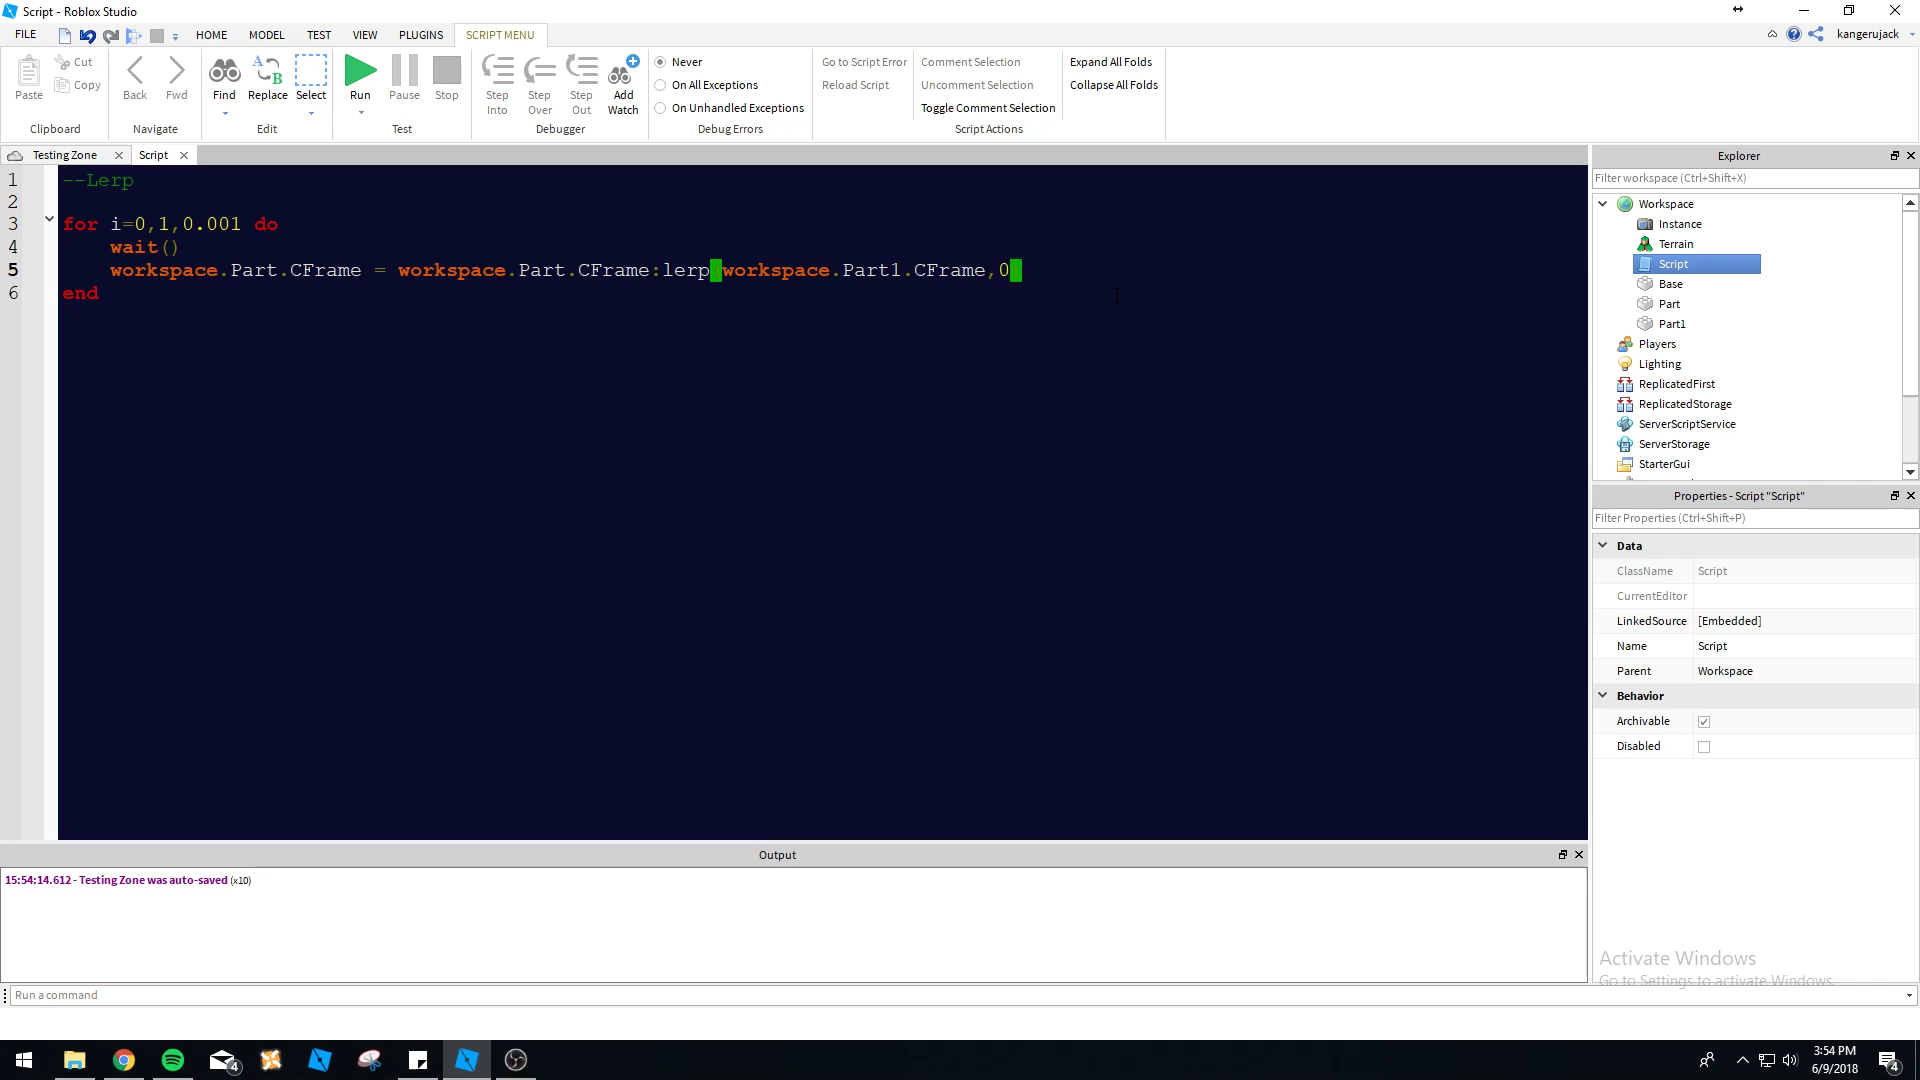 Script - Roblox Studio
FILE HOME MODEL TEST VIEW PLUGINS SCRIPT MENU kangerujack
Cut Never Go to Script Error Comment Selection Expand All Folds
Copy On All Exceptions Reload Script Uncomment Selection Collapse All Folds
Paste Back Fwd Find Replace Select Run Pause Stop Step Into Step Over Step Out Add Watch On Unhandled Exceptions Toggle Comment Selection
Clipboard Navigate Edit Test Debugger Debug Errors Script Actions
Testing Zone Script
1 --Lerp
2
3 for i=0,1,0.001 do
4 wait()
5 workspace.Part.CFrame = workspace.Part.CFrame:lerp(workspace.Part1.CFrame,0)
6 end
Explorer
Filter workspace (Ctrl+Shift+X)
Workspace
Instance
Terrain
Script
Base
Part
Part1
Players
Lighting
ReplicatedFirst
ReplicatedStorage
ServerScriptService
ServerStorage
StarterGui
Properties - Script "Script"
Filter Properties (Ctrl+Shift+P)
Data
ClassName Script
CurrentEditor
LinkedSource [Embedded]
Name Script
Parent Workspace
Behavior
Archivable
Disabled
Output
15:54:14.612 - Testing Zone was auto-saved (x10)
Activate Windows
Go to Settings to activate Windows.
Run a command
4
3:54 PM
6/9/2018
4